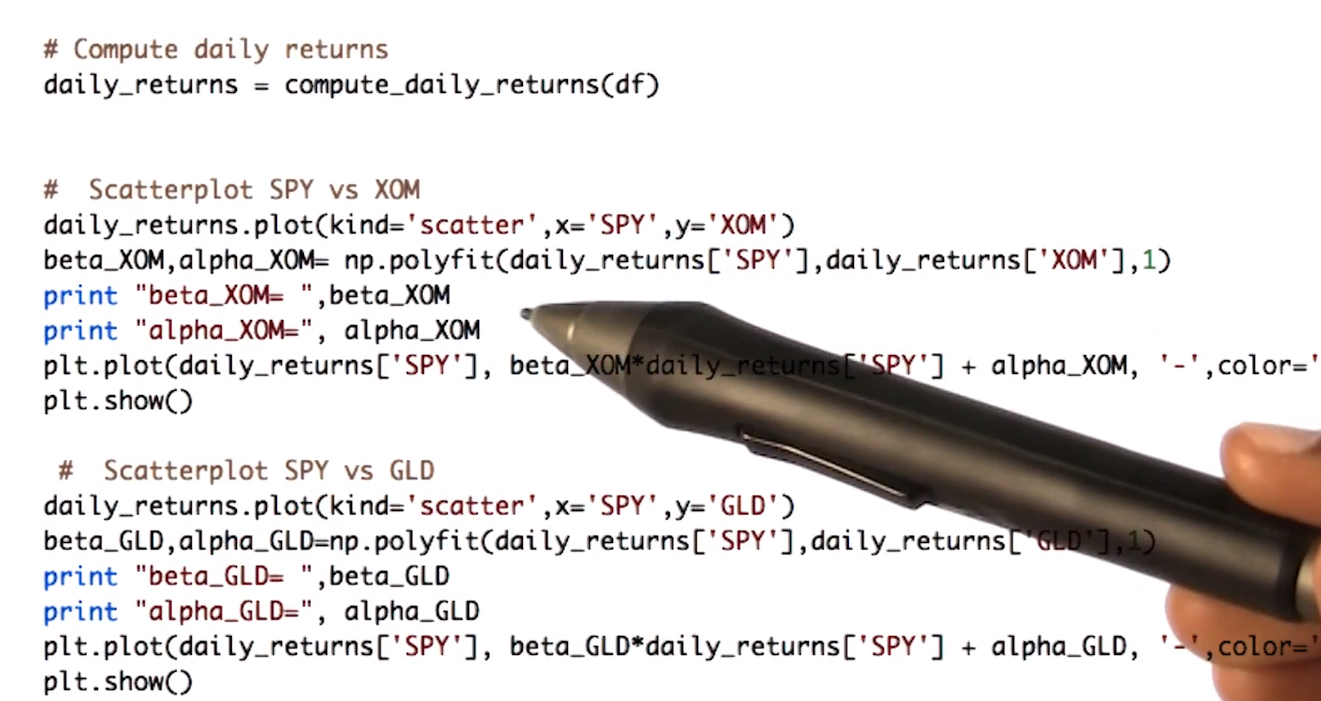 # Compute daily returns
daily_returns = compute_daily_returns(df)
#  Scatterplot SPY vs XOM
daily_returns.plot(kind='scatter',x='SPY',y='XOM')
beta_XOM,alpha_XOM= np.polyfit(daily_returns['SPY'],daily_returns['XOM'],1)
print "beta_XOM= ",beta_XOM
print "alpha_XOM=", alpha_XOM
plt.plot(daily_returns['SPY'], beta_XOM*daily_returns['SPY'] + alpha_XOM, '-',color='
plt.show()
#  Scatterplot SPY vs GLD
daily_returns.plot(kind='scatter',x='SPY',y='GLD')
beta_GLD,alpha_GLD=np.polyfit(daily_returns['SPY'],daily_returns['GLD'],1)
print "beta_GLD= ",beta_GLD
print "alpha_GLD=", alpha_GLD
plt.plot(daily_returns['SPY'], beta_GLD*daily_returns['SPY'] + alpha_GLD, '-',color='
plt.show()